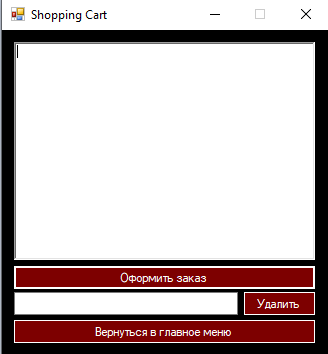 Shopping Cart
Оформить заказ
Удалить
Вернуться в главное меню